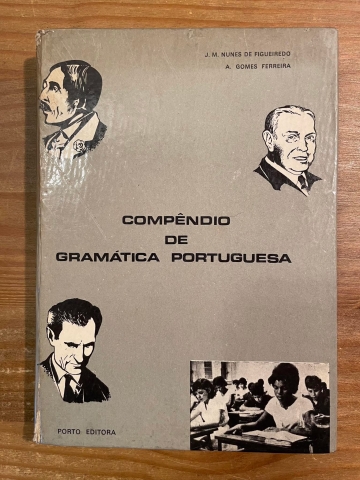 J. M. NUNES DE FIGUEIREDO
A. GOMES FERREIRA
COMPÊNDIO
DE
GRAMÁTICA PORTUGUESA
PORTO EDITORA